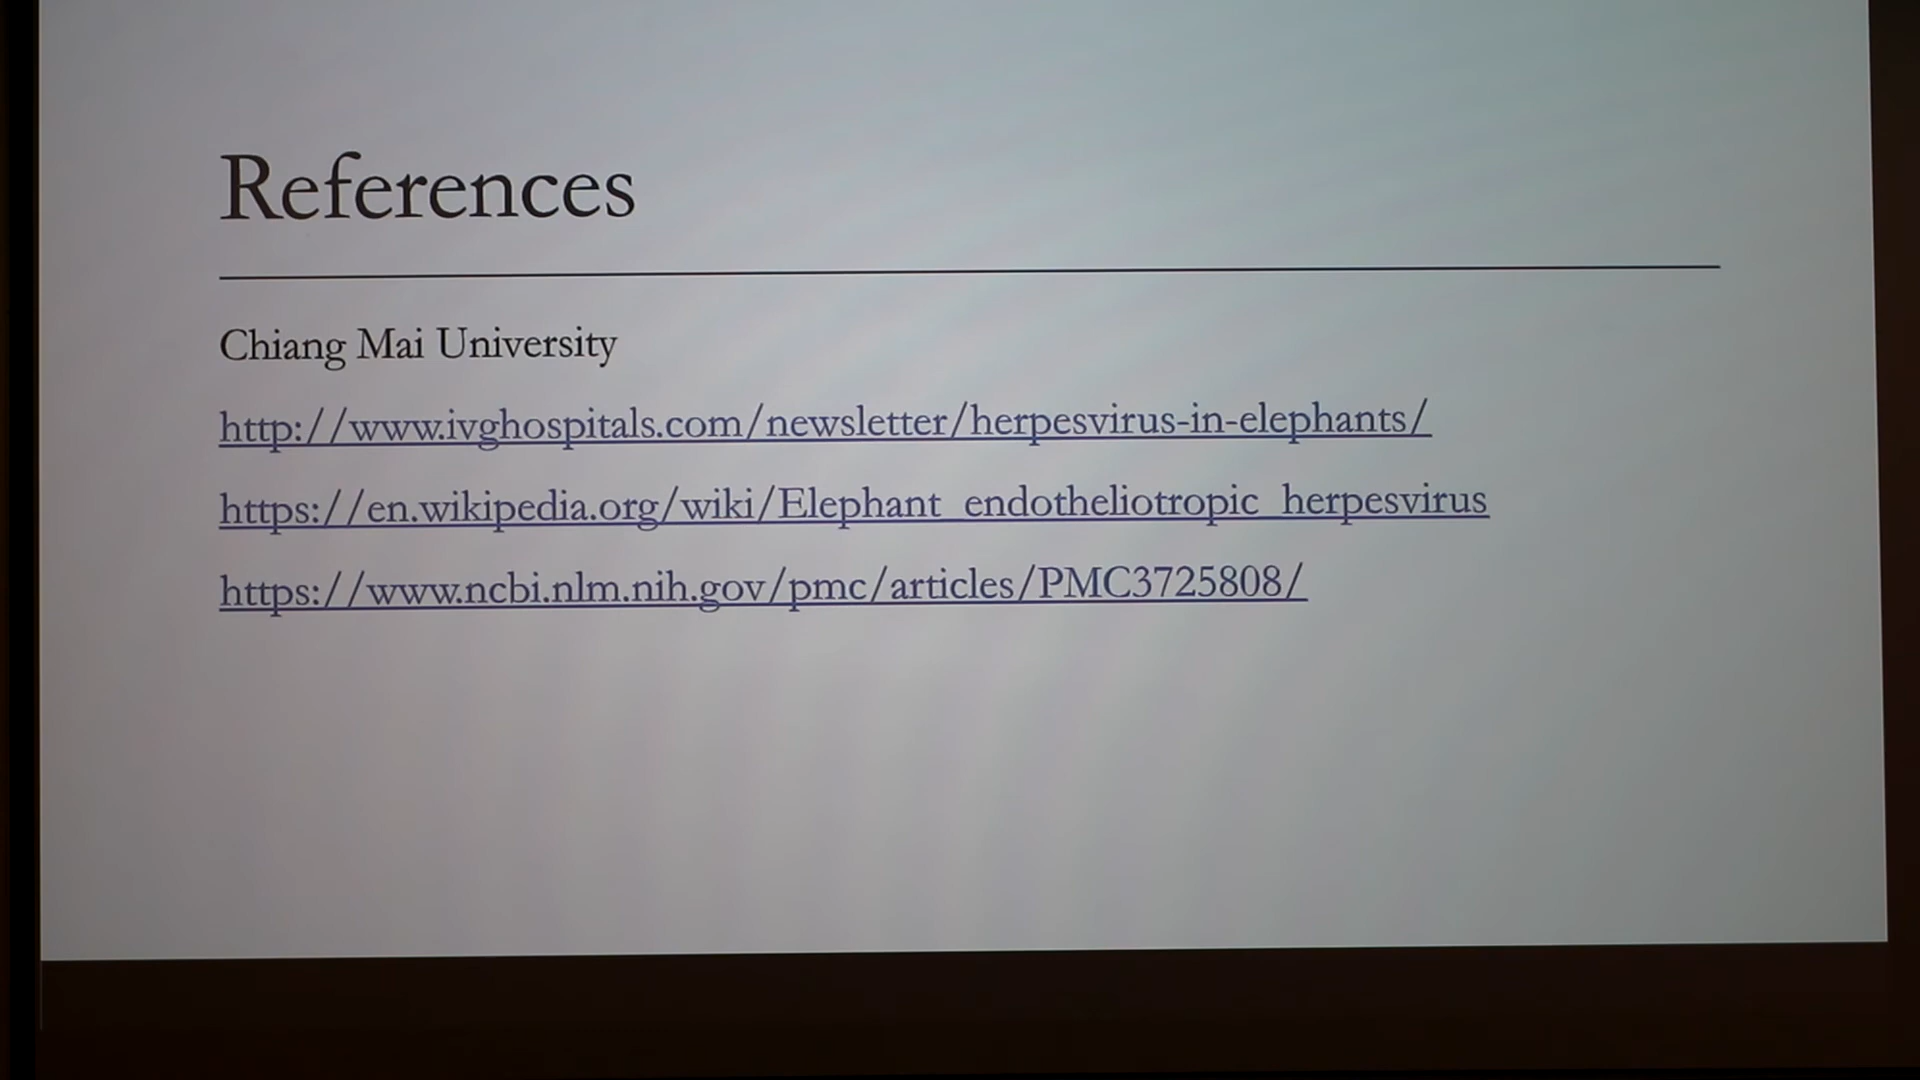 References
Chiang Mai University
http://www.ivghospitals.com/newsletter/herpesvirus-in-elephants/
https://en.wikipedia.org/wiki/Elephant_endotheliotropic_herpesvirus
https://www.ncbi.nlm.nih.gov/pmc/articles/PMC3725808/